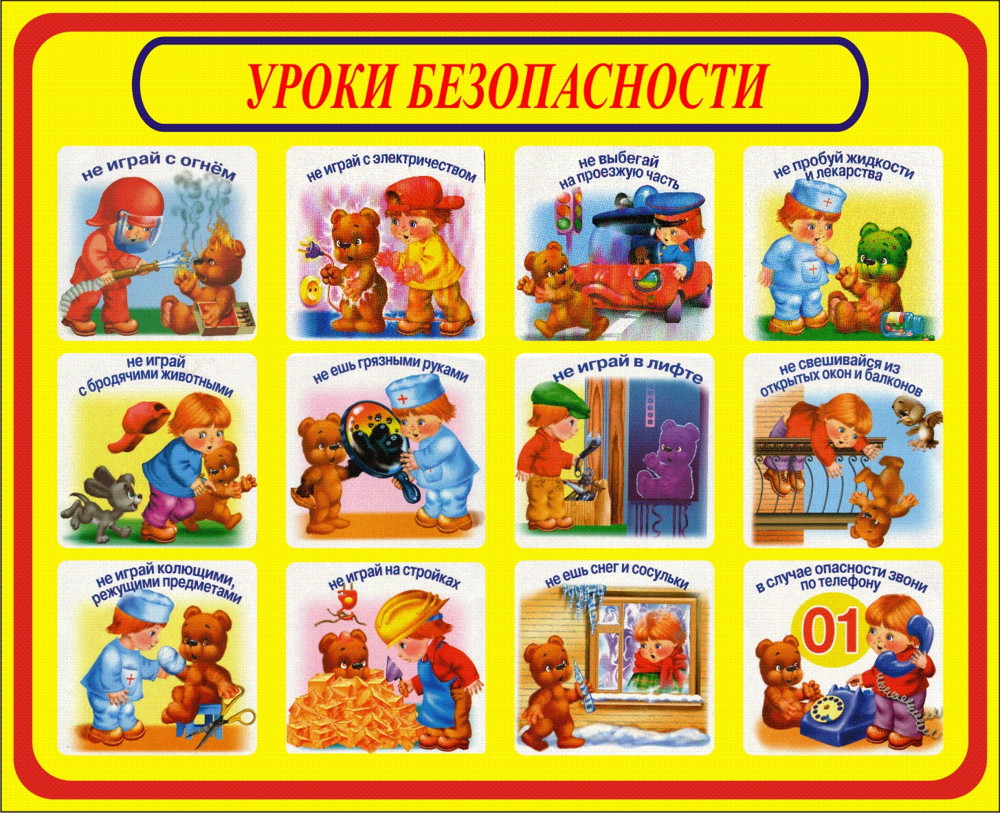 УРОКИ БЕЗОПАСНОСТИ
не играй с огнём
не играй с электричеством
не выбегай
на проезжую часть
не пробуй жидкости
и лекарства
не играй
с бродячими животными
не ешь грязными руками
не играй в лифте
не свешивайся из
открытых окон и балконов
не играй колющими,
режущими предметами
не играй на стройках
не ешь снег и сосульки
в случае опасности звони
по телефону
01